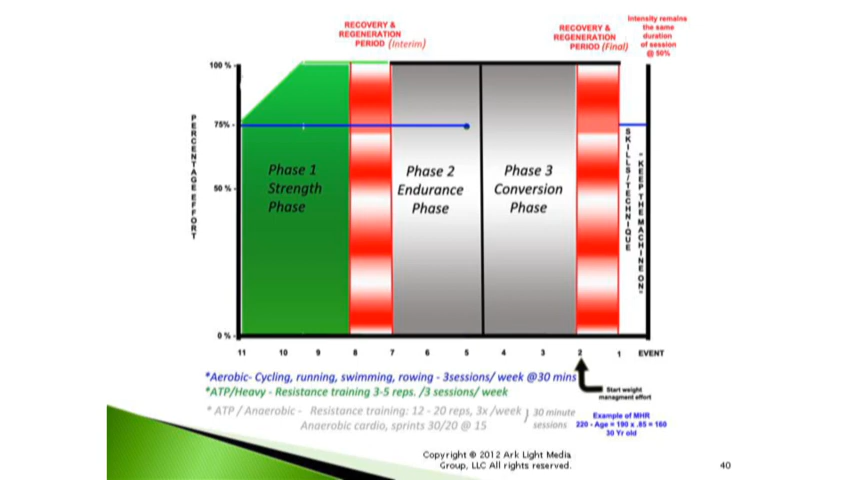 RECOVERY &
REGENERATION
PERIOD (Interim)
RECOVERY &
REGENERATION
PERIOD (Final)
Intensity remains
the same
duration
of session
@ 50%
100 %
75%
50 %
0 %
PERCENTAGE EFFORT
Phase 1
Strength
Phase
Phase 2
Endurance
Phase
Phase 3
Conversion
Phase
SKILLS/TECHNIQUE
"KEEP THE MACHINE ON"
11 10 9 8 7 6 5 4 3 2 1 EVENT
*Aerobic- Cycling, running, swimming, rowing - 3sessions/ week @30 mins
*ATP/Heavy - Resistance training 3-5 reps. /3 sessions/ week
* ATP / Anaerobic - Resistance training: 12 - 20 reps, 3x /week
Anaerobic cardio, sprints 30/20 @ 15
} 30 minute
sessions
Start weight
managment effort
Example of MHR
220 - Age = 190 x .85 = 160
30 Yr old
Copyright © 2012 Ark Light Media
Group, LLC All rights reserved.
40